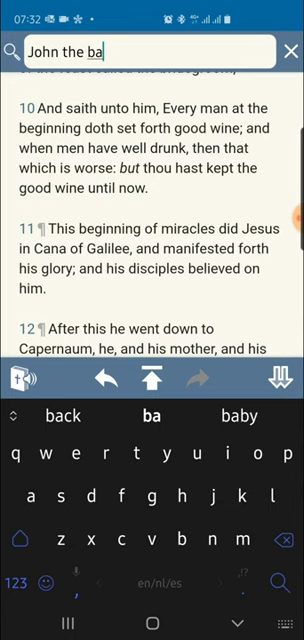 07:32
John the ba
10 And saith unto him, Every man at the
beginning doth set forth good wine; and
when men have well drunk, then that
which is worse: but thou hast kept the
good wine until now.
11 ¶ This beginning of miracles did Jesus
in Cana of Galilee, and manifested forth
his glory; and his disciples believed on
him.
12 ¶ After this he went down to
Capernaum, he, and his mother, and his
back ba baby
q w e r t y u i o p
a s d f g h j k l
z x c v b n m
123 , en/nl/es ,!? .